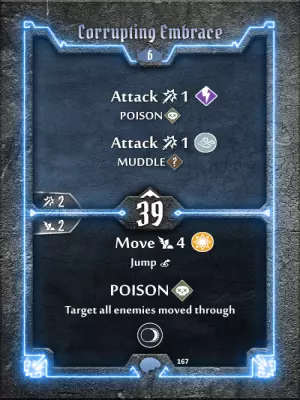 Corrupting Embrace
6
Attack 1
POISON
Attack 1
MUDDLE ?
2
39
2
Move 4
Jump
POISON
Target all enemies moved through
167